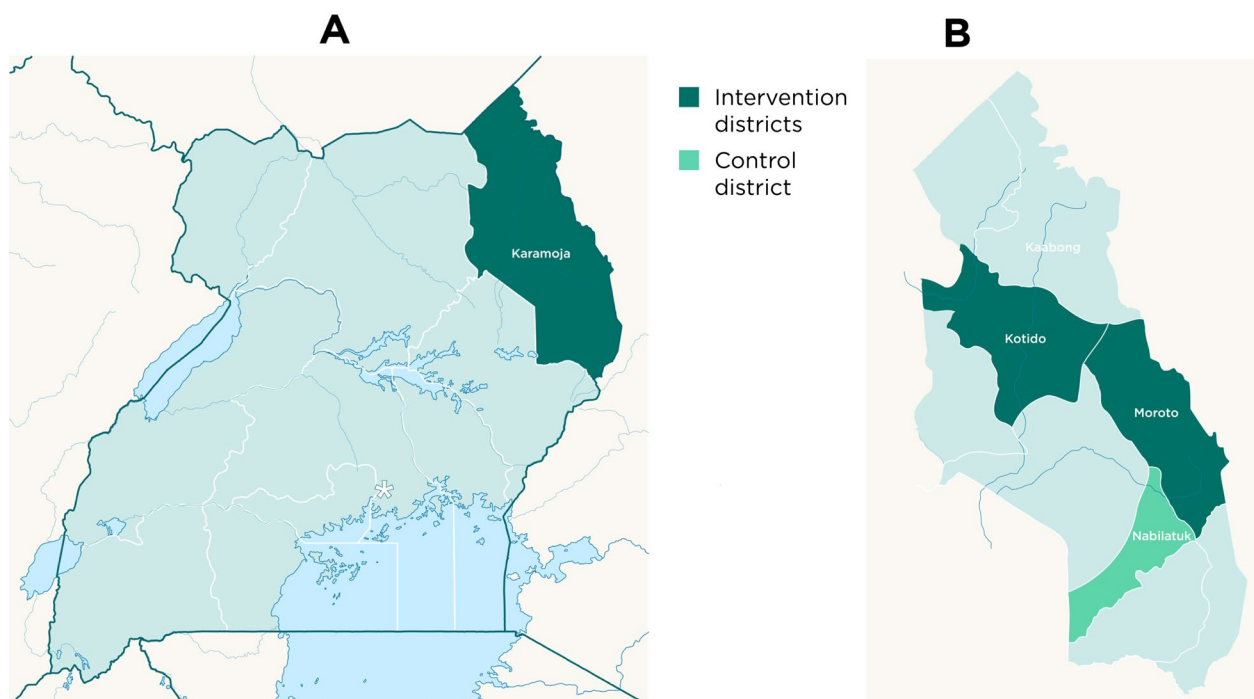 A
B
Intervention
districts
Control
district
Karamoja
Kaabong
Kotido
Moroto
Nabilatuk